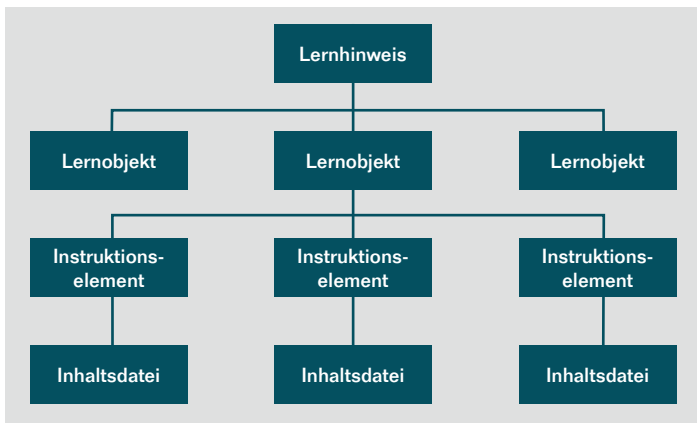 Lernhinweis
Lernobjekt
Lernobjekt
Lernobjekt
Instruktions-
element
Instruktions-
element
Instruktions-
element
Inhaltsdatei
Inhaltsdatei
Inhaltsdatei